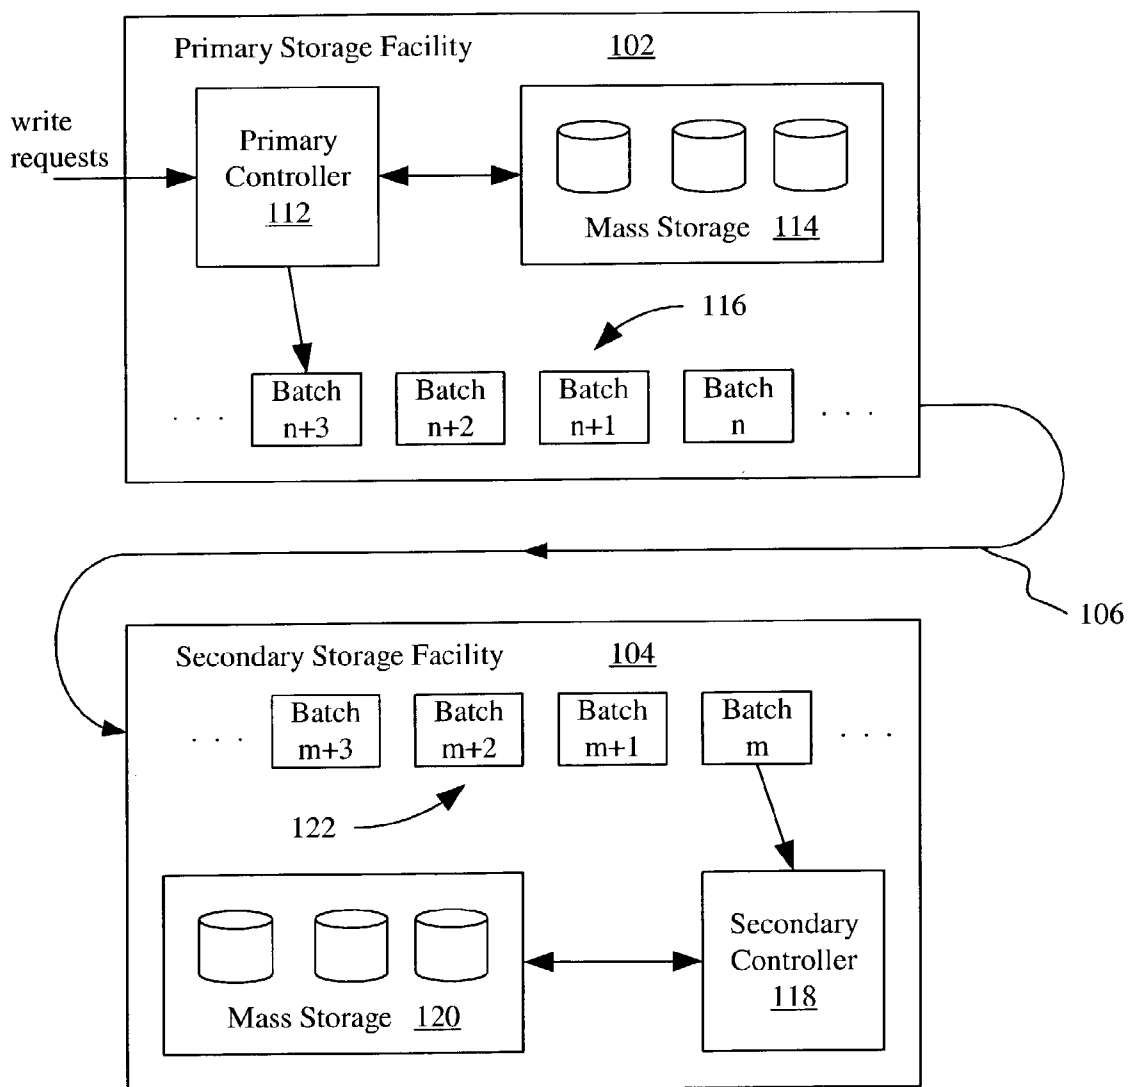 Primary Storage Facility 102
write
requests
Primary
Controller
112
Mass Storage 114
116
Batch
n+3
Batch
n+2
Batch
n+1
Batch
n
. . .
. . .
106
Secondary Storage Facility 104
Batch
m+3
Batch
m+2
Batch
m+1
Batch
m
. . .
. . .
122
Mass Storage 120
Secondary
Controller
118